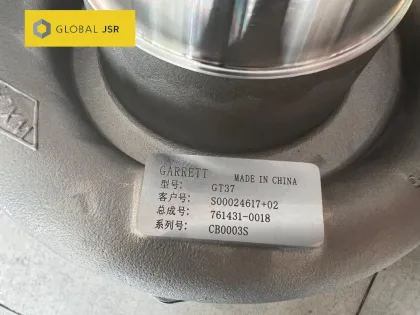 GLOBAL JSR
GARRETT MADE IN CHINA
型号: GT37
客户号: S00024617+02
总成号: 761431-0018
系列号: CB0003S